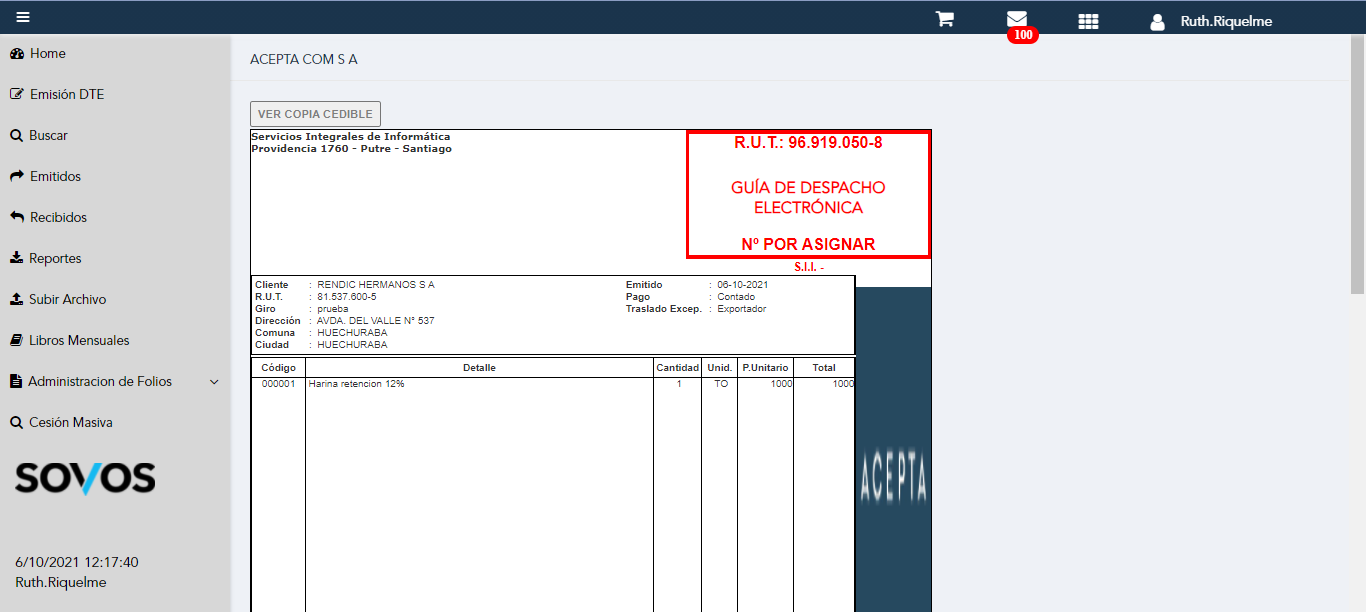 Ruth.Riquelme
100
Home
Emisión DTE
Buscar
Emitidos
Recibidos
Reportes
Subir Archivo
Libros Mensuales
Administracion de Folios
Cesión Masiva
SOVOS
6/10/2021 12:17:40
Ruth.Riquelme
ACEPTA COM S A
VER COPIA CEDIBLE
Servicios Integrales de Informática
Providencia 1760 - Putre - Santiago
R.U.T.: 96.919.050-8
GUÍA DE DESPACHO
ELECTRÓNICA
Nº POR ASIGNAR
S.I.I. -
Cliente : RENDIC HERMANOS S A Emitido : 06-10-2021
R.U.T. : 81.537.600-5 Pago : Contado
Giro : prueba Traslado Excep. : Exportador
Dirección : AVDA. DEL VALLE N° 537
Comuna : HUECHURABA
Ciudad : HUECHURABA
Código Detalle Cantidad Unid. P.Unitario Total
000001 Harina retencion 12% 1 TO 1000 1000
ACEPTA